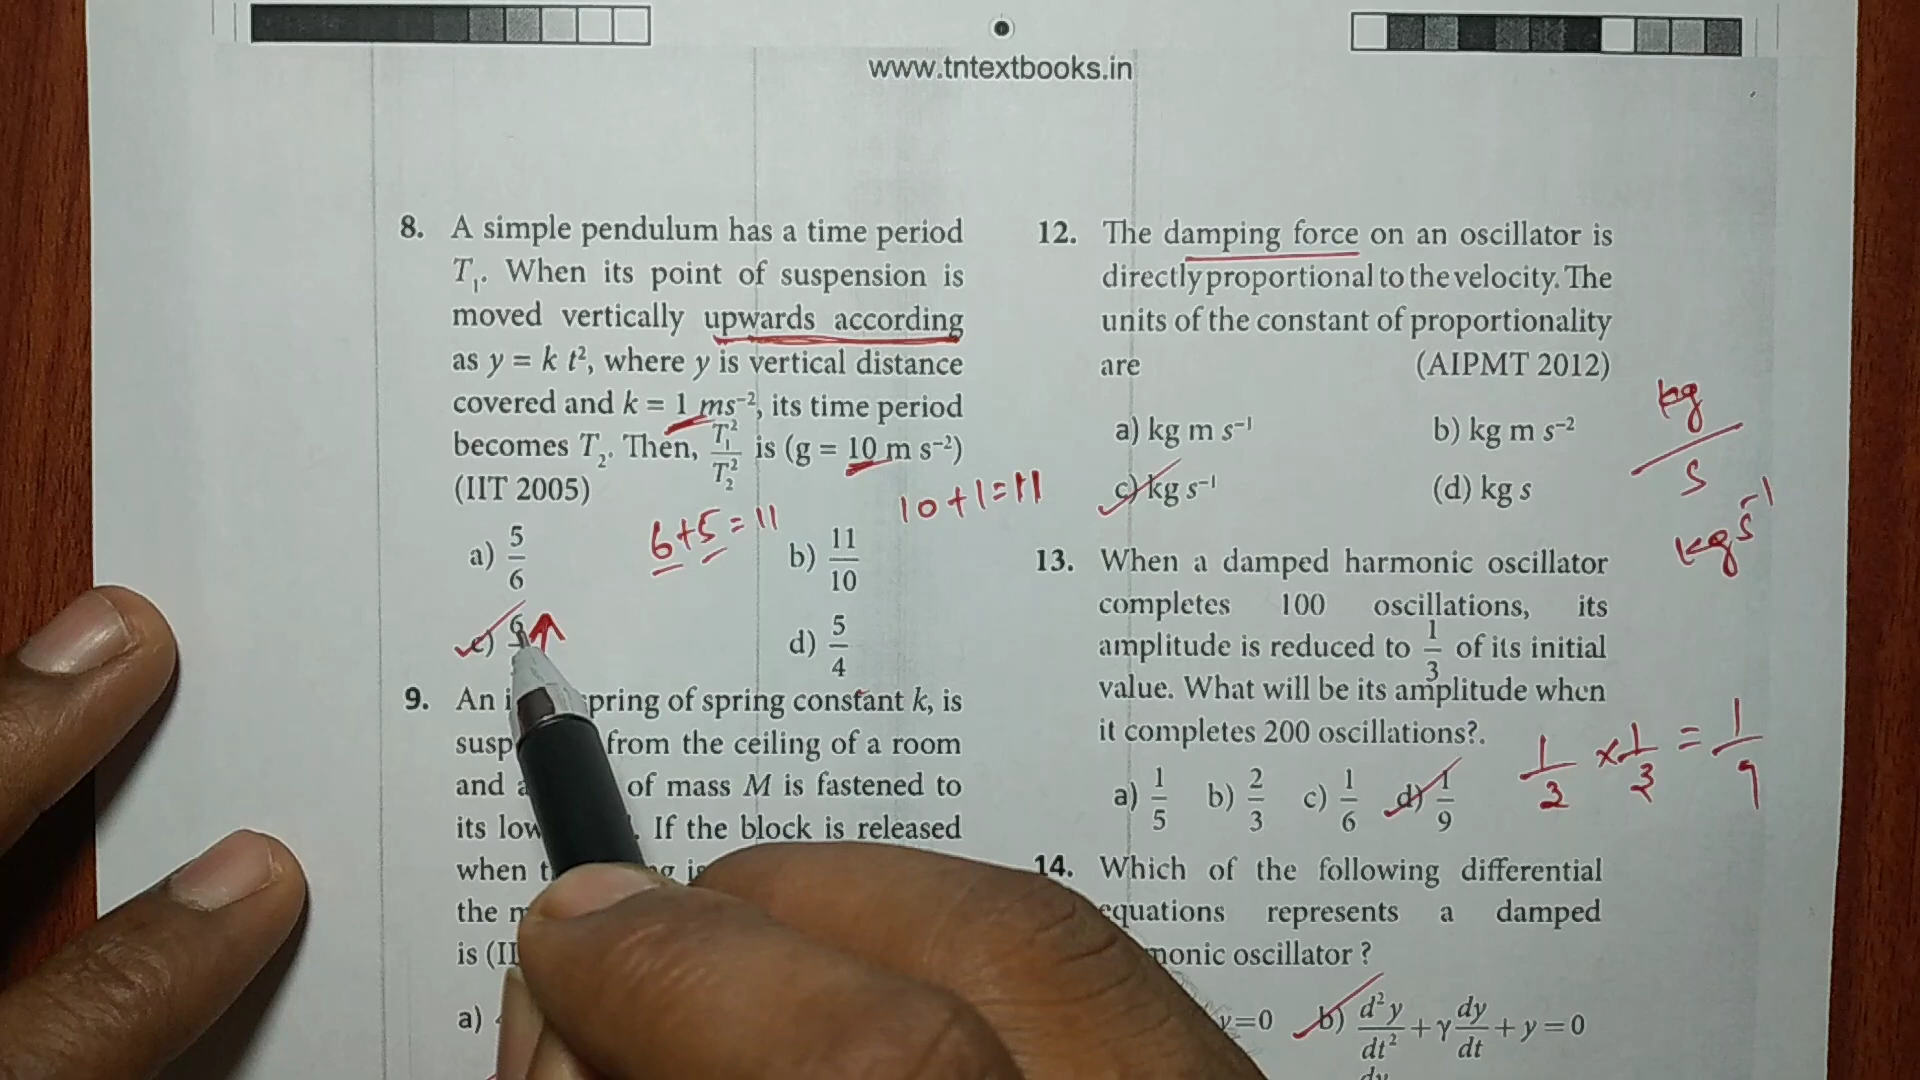 www.tntextbooks.in
8. A simple pendulum has a time period
T₁. When its point of suspension is
moved vertically upwards according
as y = k t², where y is vertical distance
covered and k = 1 ms⁻², its time period
becomes T₂. Then, T₁²/T₂² is (g = 10 m s⁻²)
(IIT 2005)
6+5=11
10+1=11
a) 5/6
b) 11/10
c) 6
d) 5/4
9. An spring of spring constant k, is
from the ceiling of a room
and of mass M is fastened to
its If the block is released
when
the
is
a)
12. The damping force on an oscillator is
directly proportional to the velocity. The
units of the constant of proportionality
are (AIPMT 2012)
a) kg m s⁻¹
b) kg m s⁻²
c) kg s⁻¹
(d) kg s
kg/s
kgs⁻¹
13. When a damped harmonic oscillator
completes 100 oscillations, its
amplitude is reduced to 1/3 of its initial
value. What will be its amplitude when
it completes 200 oscillations?.
a) 1/5 b) 2/3 c) 1/6 d) 1/9
1/3 × 1/3 = 1/9
14. Which of the following differential
equations represents a damped
oscillator ?
y=0
b) d²y/dt² + γ dy/dt + y = 0
dy